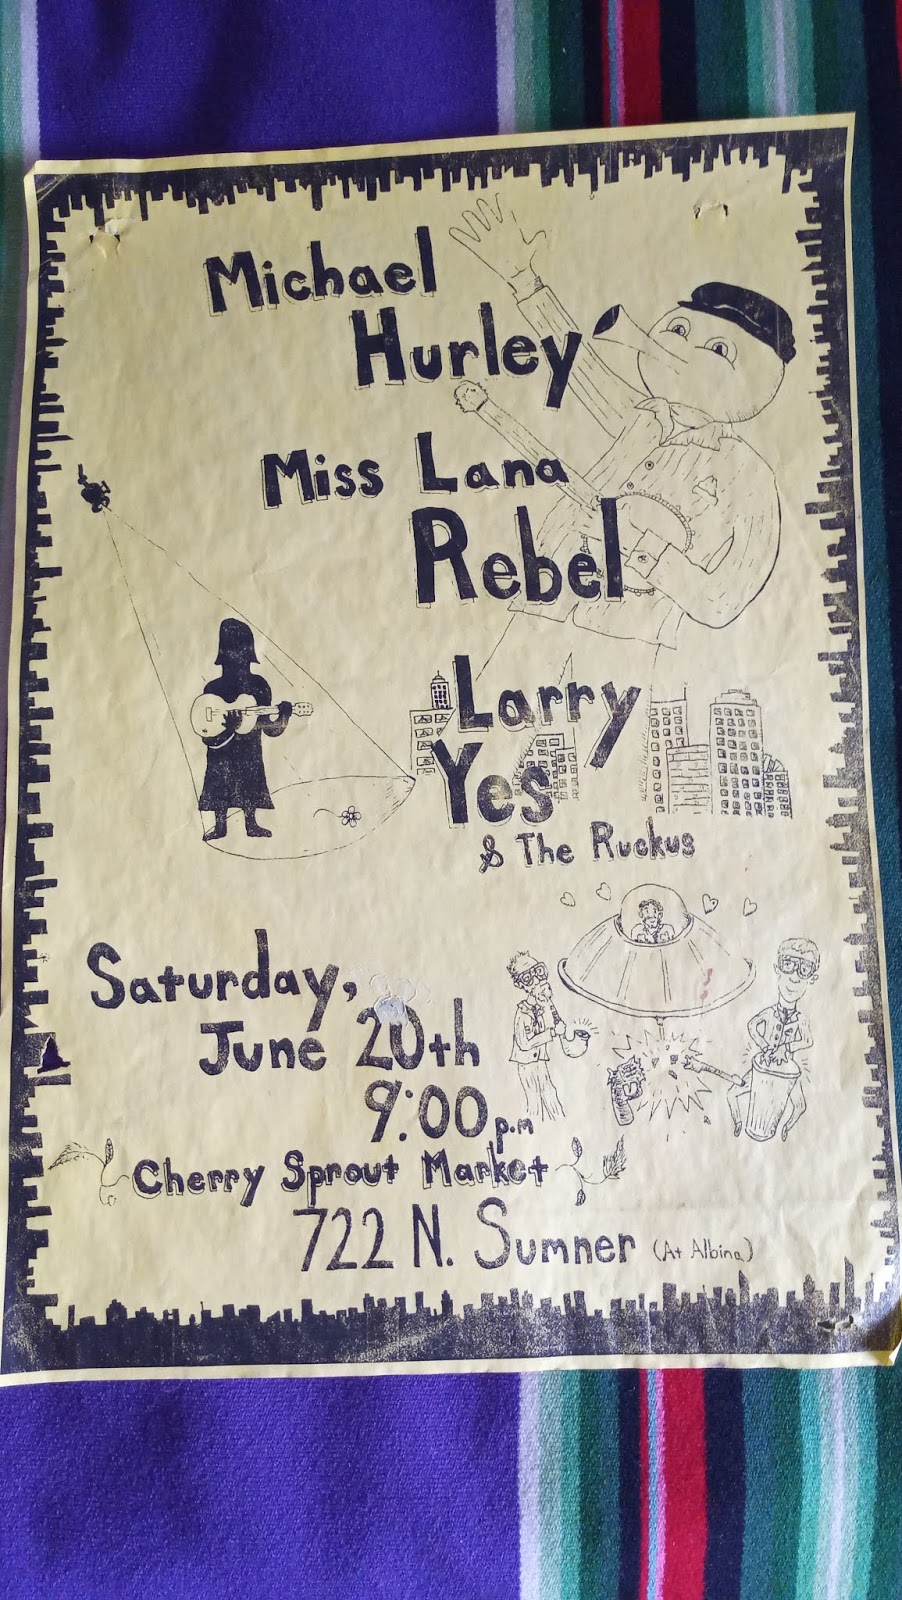 Michael
Hurley
Miss Lana
Rebel
Larry
Yes
& The Ruckus
Saturday,
June 20th
9:00 p.m
Cherry Sprout Market
722 N. Sumner (At Albina)